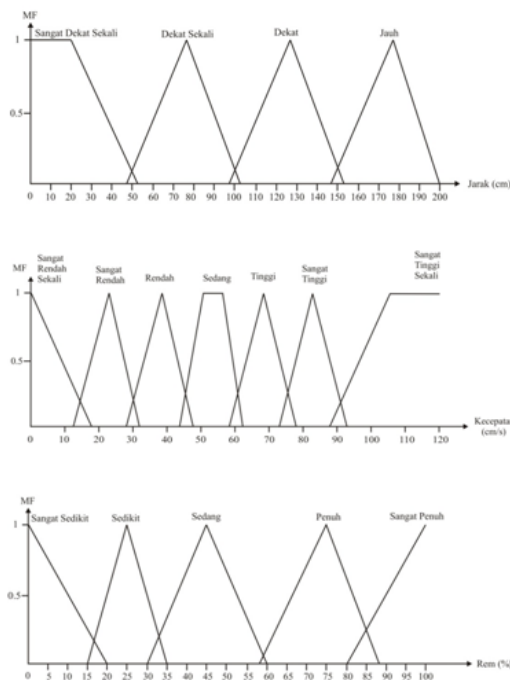 MF
Sangat Dekat Sekali
Dekat Sekali
Dekat
Jauh
1
0.5
0 10 20 30 40 50 60 70 80 90 100 110 120 130 140 150 160 170 180 190 200
Jarak (cm)
MF
Sangat
Rendah
Sekali
Sangat
Rendah
Rendah
Sedang
Tinggi
Sangat
Tinggi
Sangat
Tinggi
Sekali
1
0.5
0 10 20 30 40 50 60 70 80 90 100 110 120
Kecepata
(cm/s)
MF
Sangat Sedikit
Sedikit
Sedang
Penuh
Sangat Penuh
1
0.5
0 5 10 15 20 25 30 35 40 45 50 55 60 65 70 75 80 85 90 95 100
Rem (%)